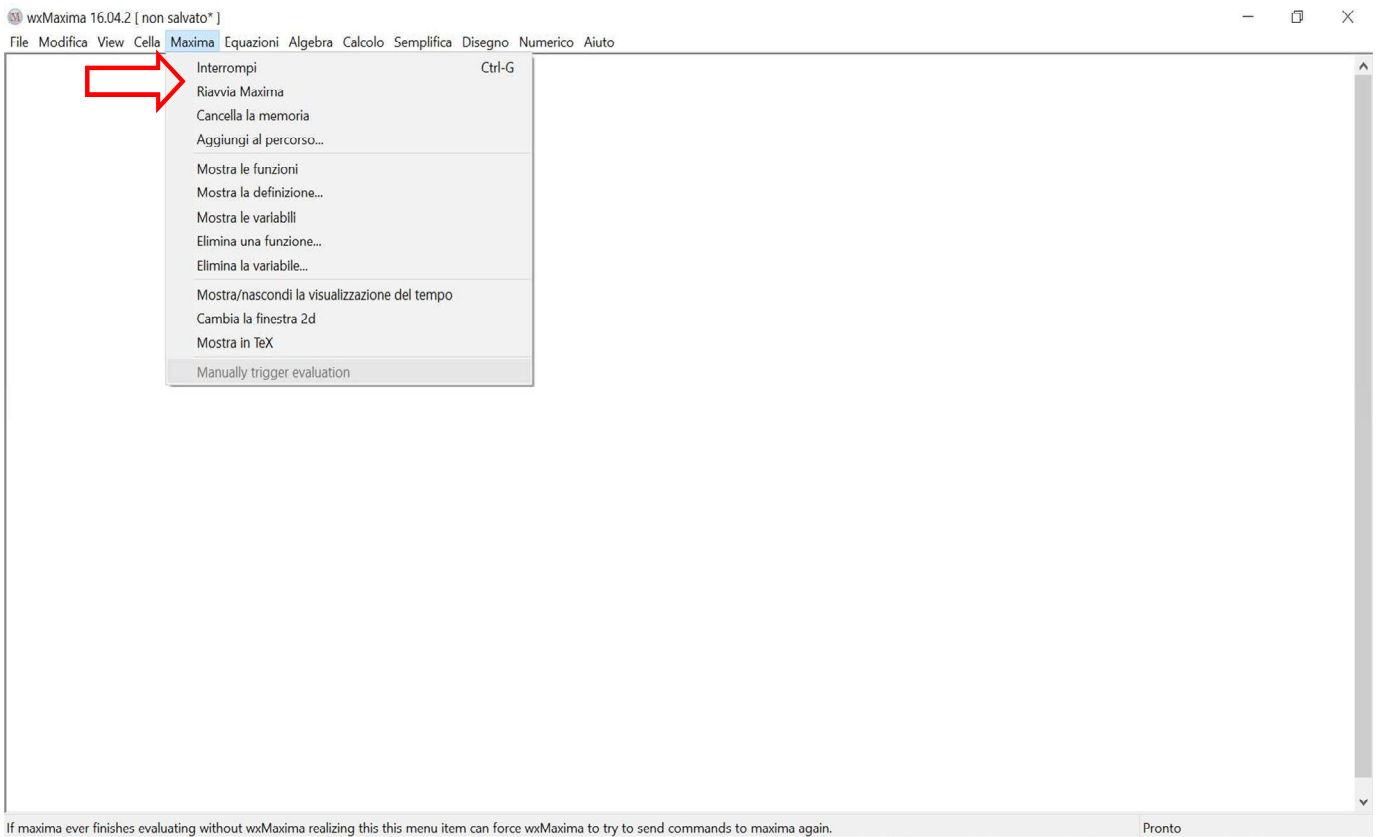 wxMaxima 16.04.2 [ non salvato* ]
File Modifica View Cella Maxima Equazioni Algebra Calcolo Semplifica Disegno Numerico Aiuto
Interrompi Ctrl-G
Riavvia Maxima
Cancella la memoria
Aggiungi al percorso...
Mostra le funzioni
Mostra la definizione...
Mostra le variabili
Elimina una funzione...
Elimina la variabile...
Mostra/nascondi la visualizzazione del tempo
Cambia la finestra 2d
Mostra in TeX
Manually trigger evaluation
If maxima ever finishes evaluating without wxMaxima realizing this this menu item can force wxMaxima to try to send commands to maxima again. Pronto